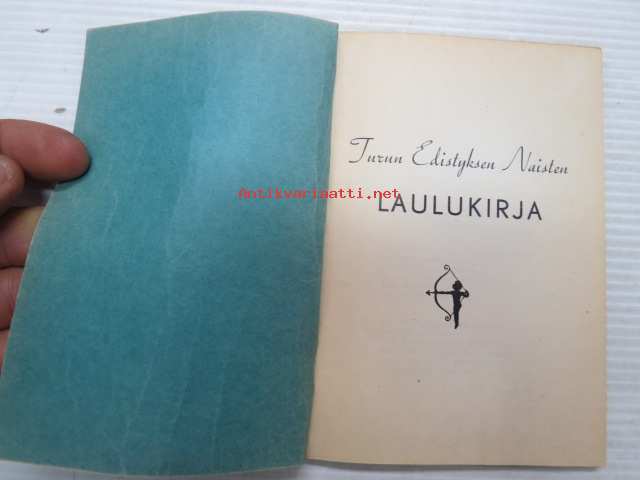 Turun Edistyksen Naisten
LAULUKIRJA
Antikvariaatti.net